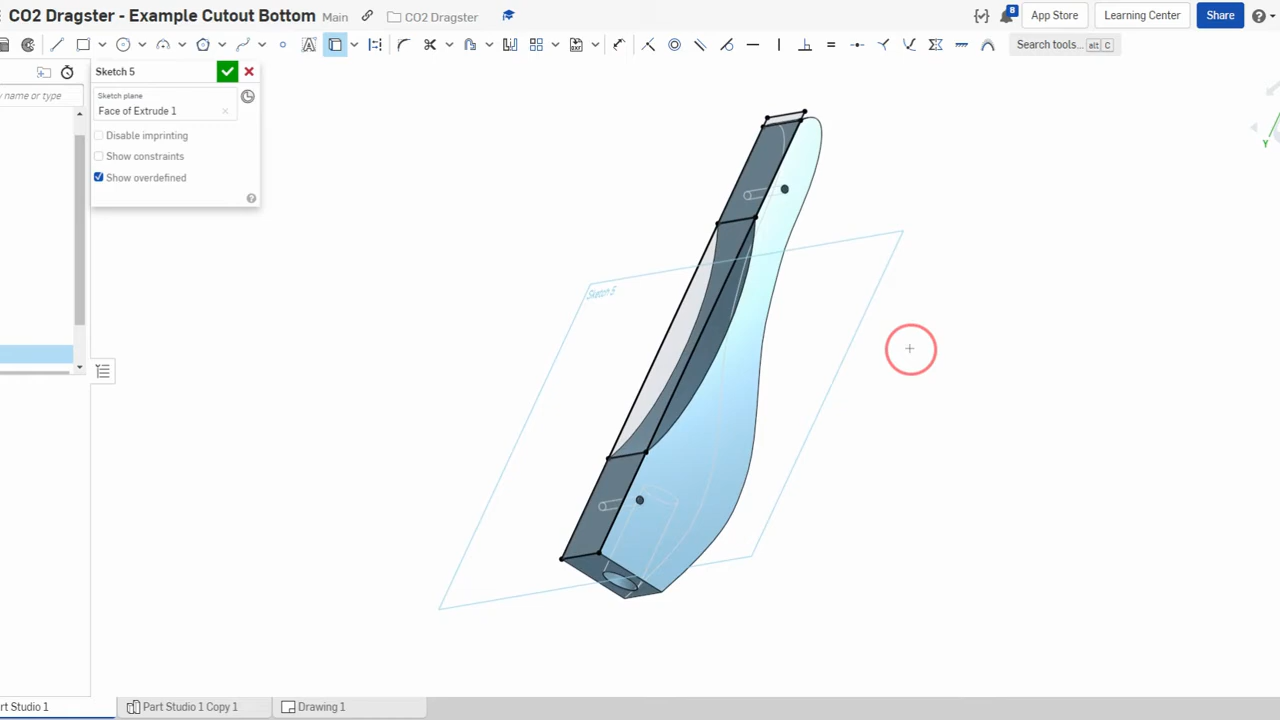 CO2 Dragster - Example Cutout Bottom Main CO2 Dragster 8 App Store Learning Center Share
Search tools... alt C
Sketch 5
y name or type
Sketch plane
Face of Extrude 1
Disable imprinting
Show constraints
Show overdefined
Y
Sketch 5
rt Studio 1 Part Studio 1 Copy 1 Drawing 1